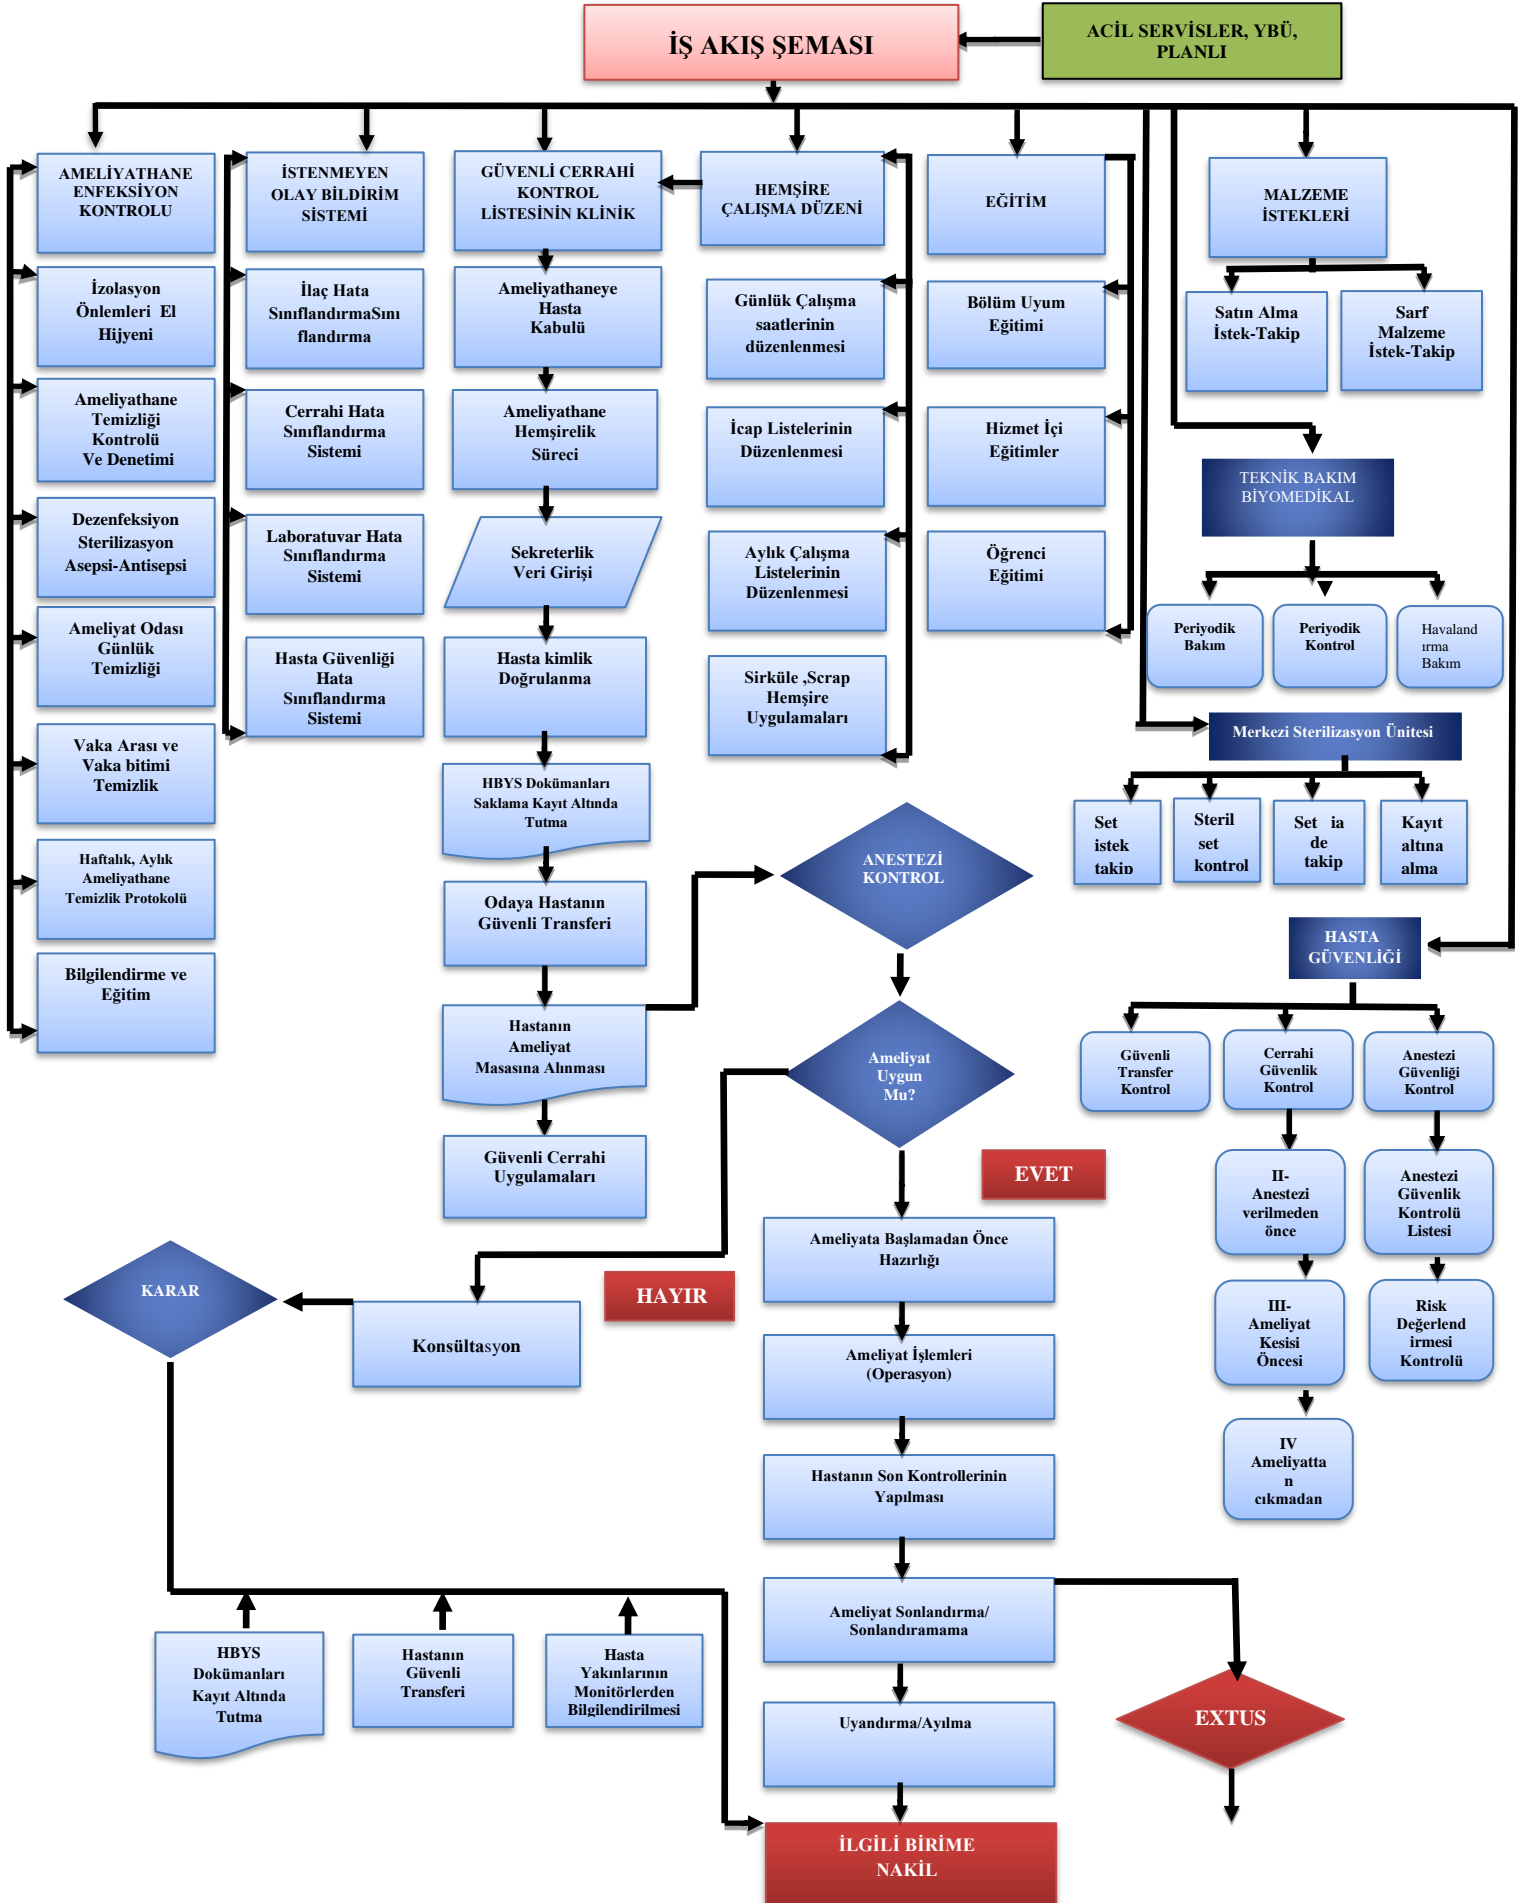 İŞ AKIŞ ŞEMASI
ACİL SERVİSLER, YBÜ,
PLANLI
AMELİYATHANE
ENFEKSİYON
KONTROLU
İzolasyon
Önlemleri El
Hijyeni
Ameliyathane
Temizliği
Kontrolü
Ve Denetimi
Dezenfeksiyon
Sterilizasyon
Asepsi-Antisepsi
Ameliyat Odası
Günlük
Temizliği
Vaka Arası ve
Vaka bitimi
Temizlik
Haftalık, Aylık
Ameliyathane
Temizlik Protokolü
Bilgilendirme ve
Eğitim
İSTENMEYEN
OLAY BİLDİRİM
SİSTEMİ
İlaç Hata
SınıflandırmaSını
flandırma
Cerrahi Hata
Sınıflandırma
Sistemi
Laboratuvar Hata
Sınıflandırma
Sistemi
Hasta Güvenliği
Hata
Sınıflandırma
Sistemi
GÜVENLİ CERRAHİ
KONTROL
LİSTESİNİN KLİNİK
Ameliyathaneye
Hasta
Kabulü
Ameliyathane
Hemşirelik
Süreci
Sekreterlik
Veri Girişi
Hasta kimlik
Doğrulanma
HBYS Dokümanları
Saklama Kayıt Altında
Tutma
Odaya Hastanın
Güvenli Transferi
Hastanın
Ameliyat
Masasına Alınması
Güvenli Cerrahi
Uygulamaları
HEMŞİRE
ÇALIŞMA DÜZENİ
Günlük Çalışma
saatlerinin
düzenlenmesi
İcap Listelerinin
Düzenlenmesi
Aylık Çalışma
Listelerinin
Düzenlenmesi
Sirküle ,Scrap
Hemşire
Uygulamaları
EĞİTİM
Bölüm Uyum
Eğitimi
Hizmet İçi
Eğitimler
Öğrenci
Eğitimi
MALZEME
İSTEKLERİ
Satın Alma
İstek-Takip
Sarf
Malzeme
İstek-Takip
TEKNİK BAKIM
BİYOMEDİKAL
Periyodik
Bakım
Periyodik
Kontrol
Havaland
ırma
Bakım
Merkezi Sterilizasyon Ünitesi
Set
istek
takip
Steril
set
kontrol
Set ia
de
takip
Kayıt
altına
alma
HASTA
GÜVENLİĞİ
Güvenli
Transfer
Kontrol
Cerrahi
Güvenlik
Kontrol
Anestezi
Güvenliği
Kontrol
II-
Anestezi
verilmeden
önce
Anestezi
Güvenlik
Kontrolü
Listesi
III-
Ameliyat
Kesisi
Öncesi
Risk
Değerlend
irmesi
Kontrolü
IV
Ameliyatta
n
cıkmadan
ANESTEZİ
KONTROL
Ameliyat
Uygun
Mu?
EVET
HAYIR
Ameliyata Başlamadan Önce
Hazırlığı
Ameliyat İşlemleri
(Operasyon)
Hastanın Son Kontrollerinin
Yapılması
Ameliyat Sonlandırma/
Sonlandıramama
Uyandırma/Ayılma
EXTUS
KARAR
Konsültasyon
HBYS
Dokümanları
Kayıt Altında
Tutma
Hastanın
Güvenli
Transferi
Hasta
Yakınlarının
Monitörlerden
Bilgilendirilmesi
İLGİLİ BİRİME
NAKİL